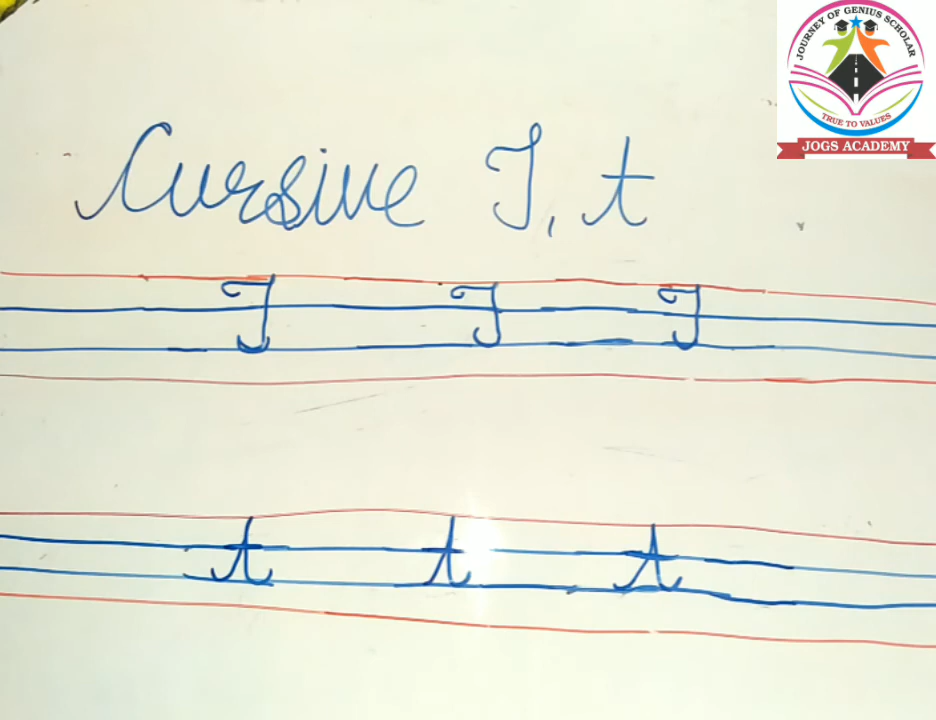 JOURNEY OF GENIUS SCHOLAR
TRUE TO VALUES
JOGS ACADEMY
Cursive T, t
T T T
t t t